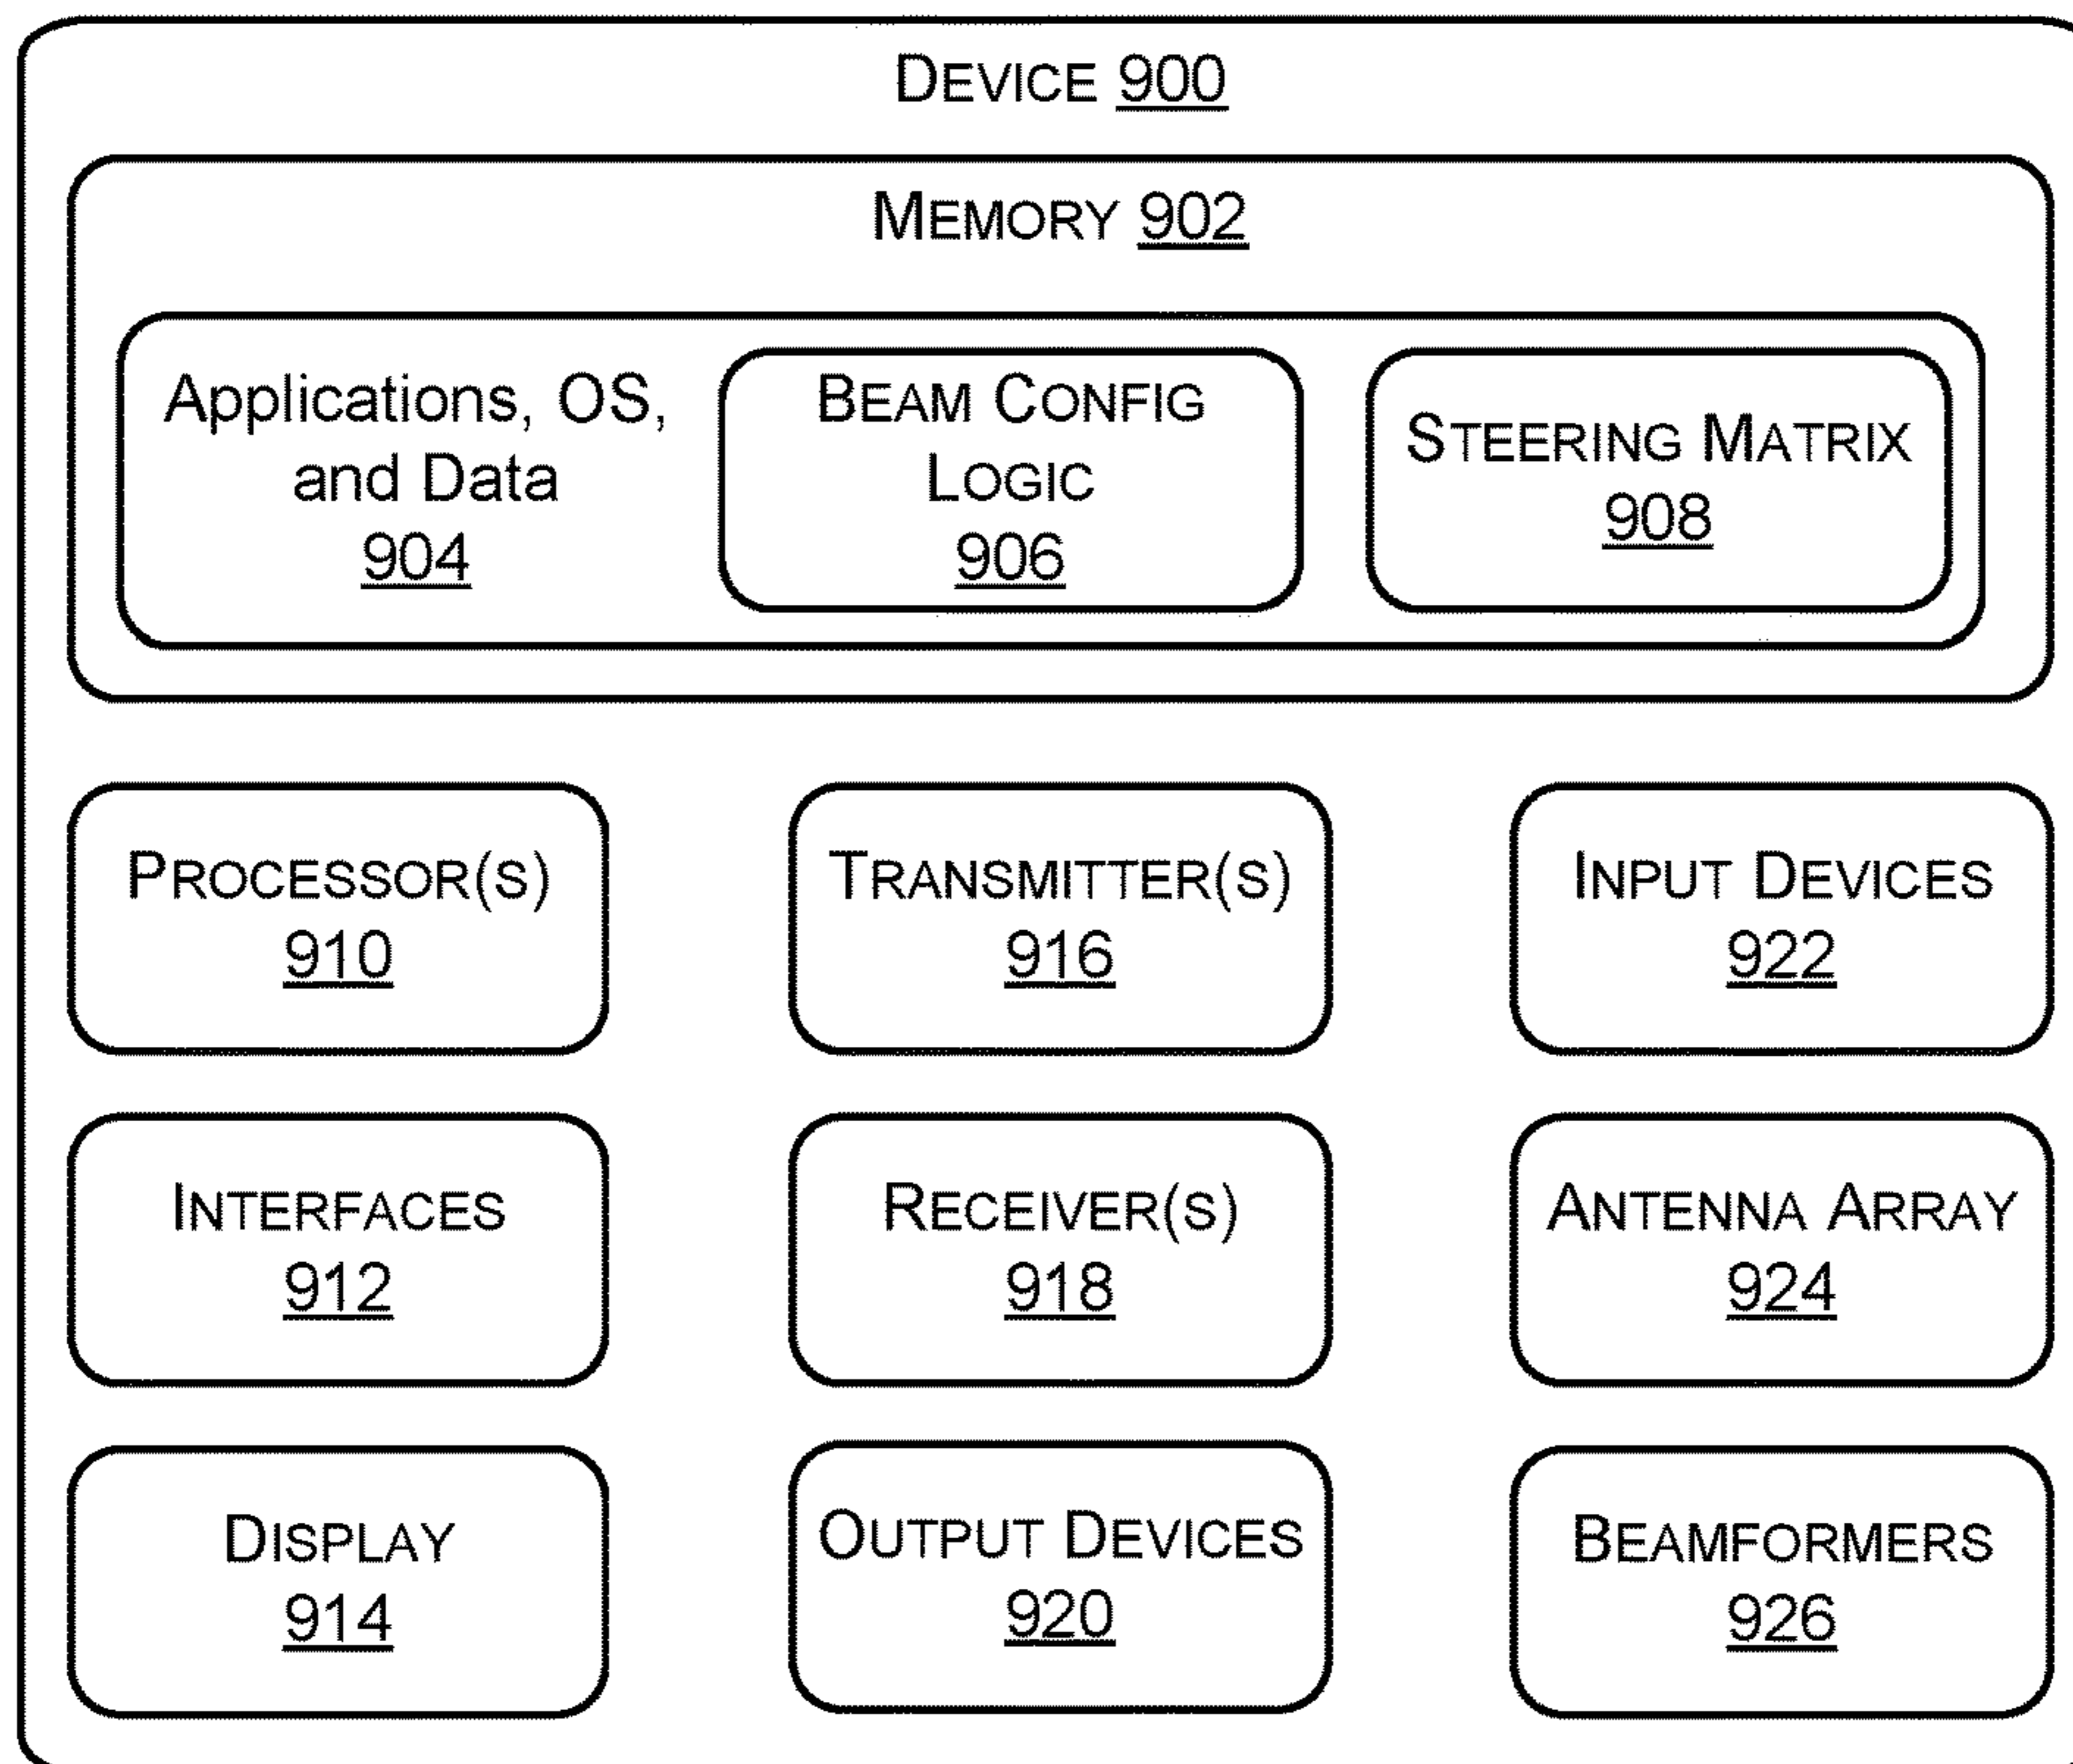 DEVICE 900
MEMORY 902
Applications, OS,
and Data
904
BEAM CONFIG
LOGIC
906
STEERING MATRIX
908
PROCESSOR(S)
910
TRANSMITTER(S)
916
INPUT DEVICES
922
INTERFACES
912
RECEIVER(S)
918
ANTENNA ARRAY
924
DISPLAY
914
OUTPUT DEVICES
920
BEAMFORMERS
926